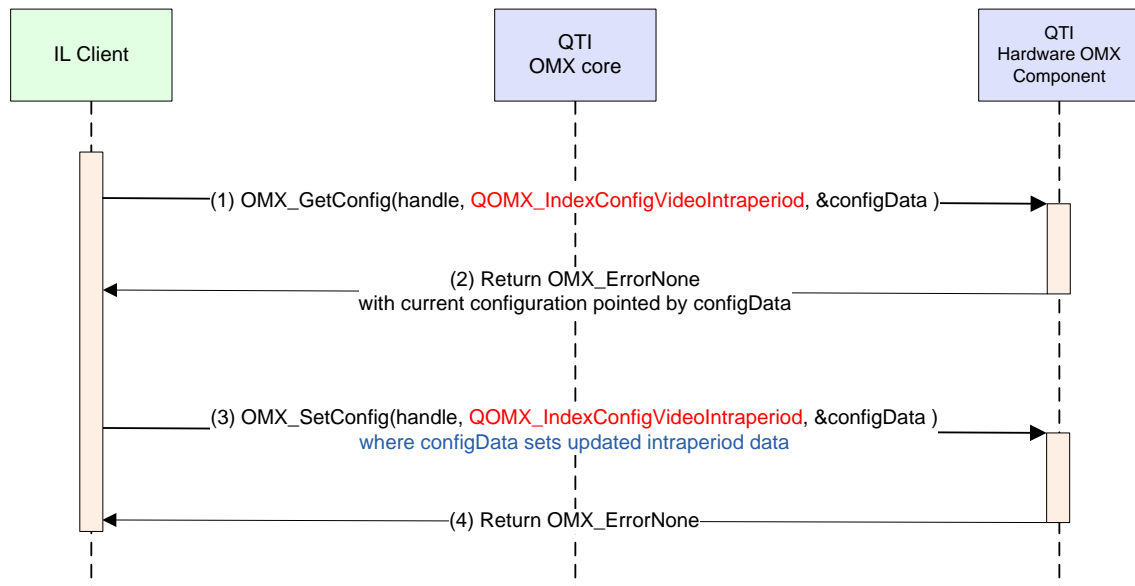 IL Client
QTI
OMX core
QTI
Hardware OMX
Component
(1) OMX_GetConfig(handle, QOMX_IndexConfigVideoIntraperiod, &configData )
(2) Return OMX_ErrorNone
with current configuration pointed by configData
(3) OMX_SetConfig(handle, QOMX_IndexConfigVideoIntraperiod, &configData )
where configData sets updated intraperiod data
(4) Return OMX_ErrorNone